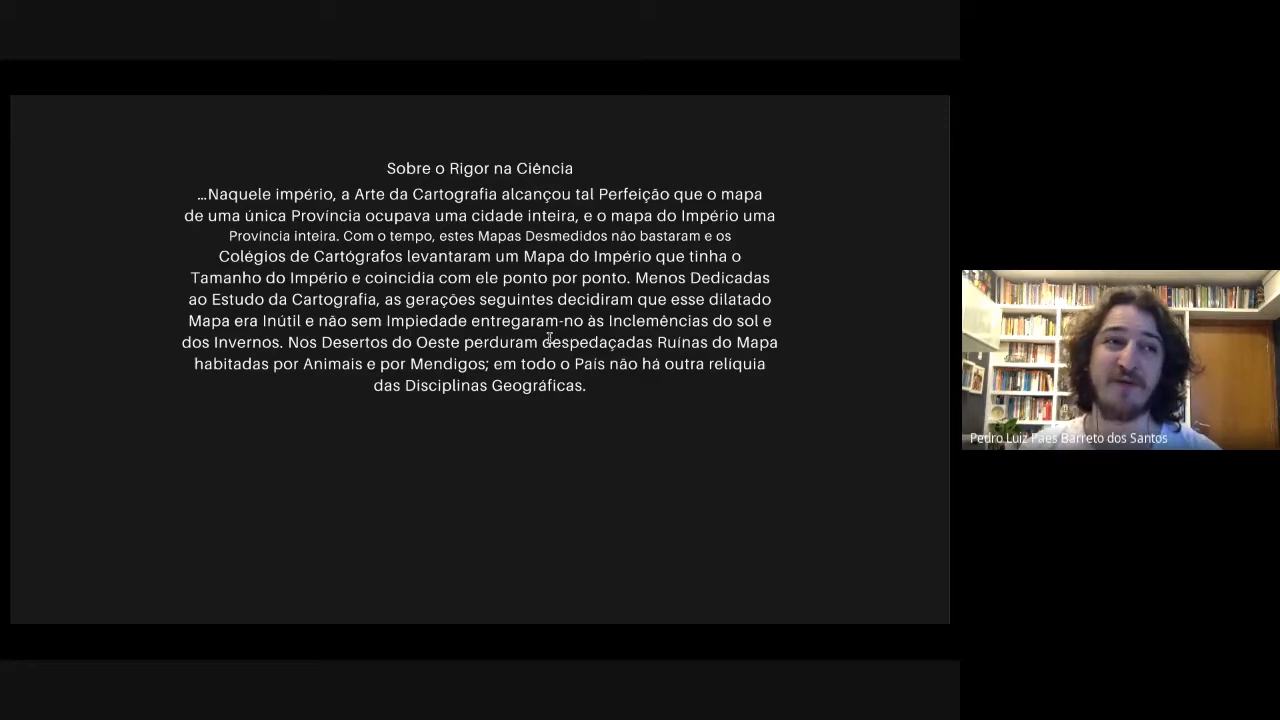 Sobre o Rigor na Ciência
...Naquele império, a Arte da Cartografia alcançou tal Perfeição que o mapa
de uma única Província ocupava uma cidade inteira, e o mapa do Império uma
Província inteira. Com o tempo, estes Mapas Desmedidos não bastaram e os
Colégios de Cartógrafos levantaram um Mapa do Império que tinha o
Tamanho do Império e coincidia com ele ponto por ponto. Menos Dedicadas
ao Estudo da Cartografia, as gerações seguintes decidiram que esse dilatado
Mapa era Inútil e não sem Impiedade entregaram-no às Inclemências do sol e
dos Invernos. Nos Desertos do Oeste perduram despedaçadas Ruínas do Mapa
habitadas por Animais e por Mendigos; em todo o País não há outra relíquia
das Disciplinas Geográficas.
Pedro Luiz Paes Barreto dos Santos